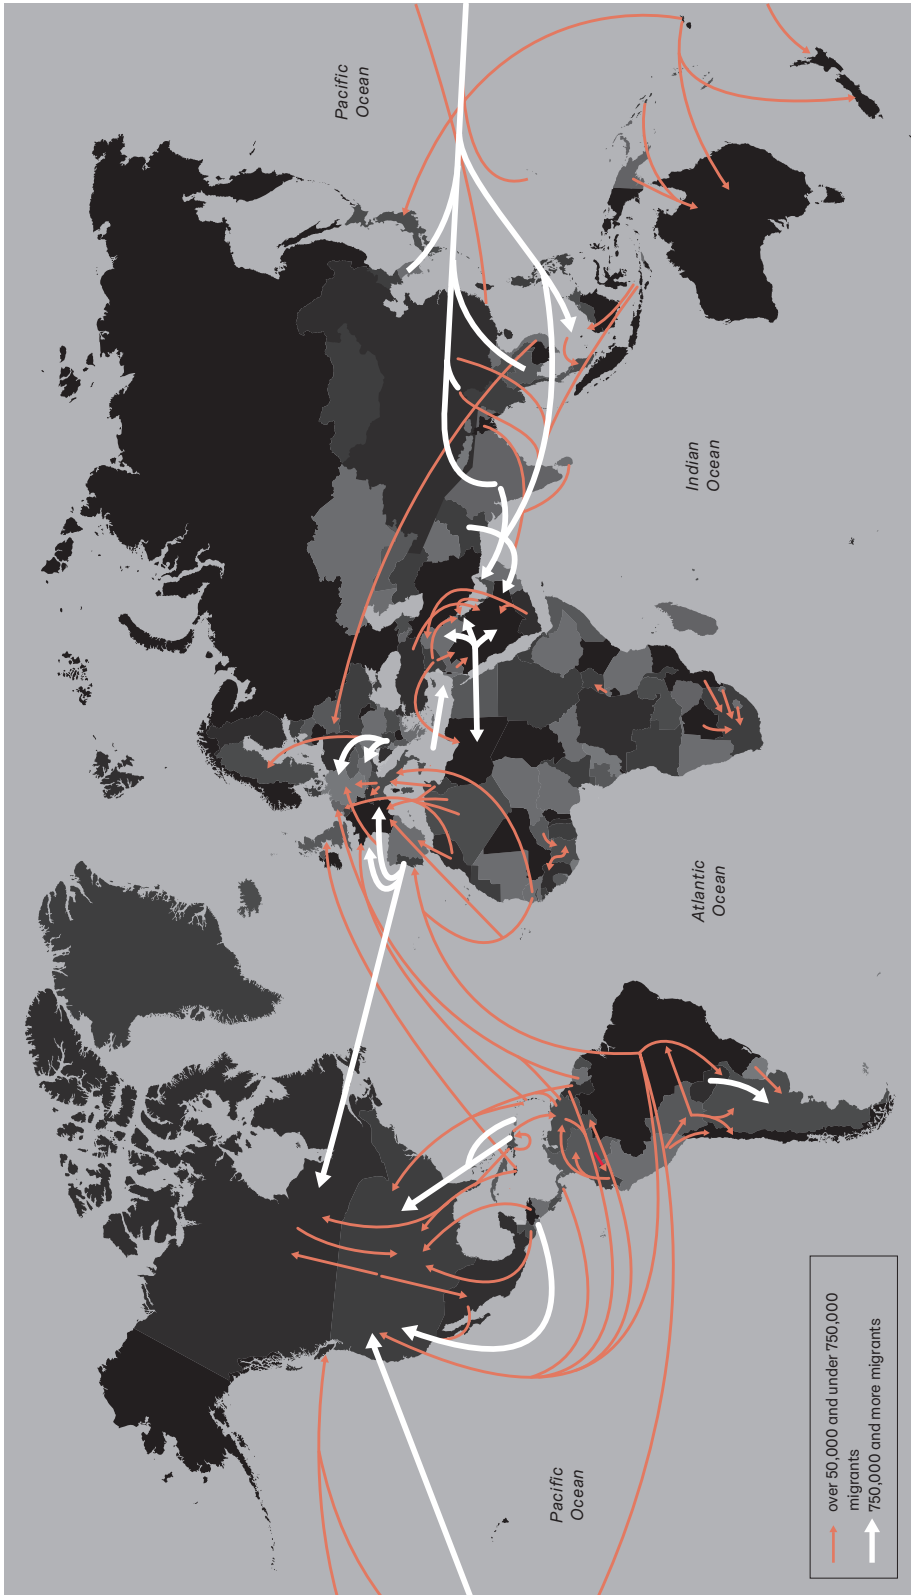 Pacific
Ocean
Atlantic
Ocean
Indian
Ocean
Pacific
Ocean
over 50,000 and under 750,000
migrants
750,000 and more migrants